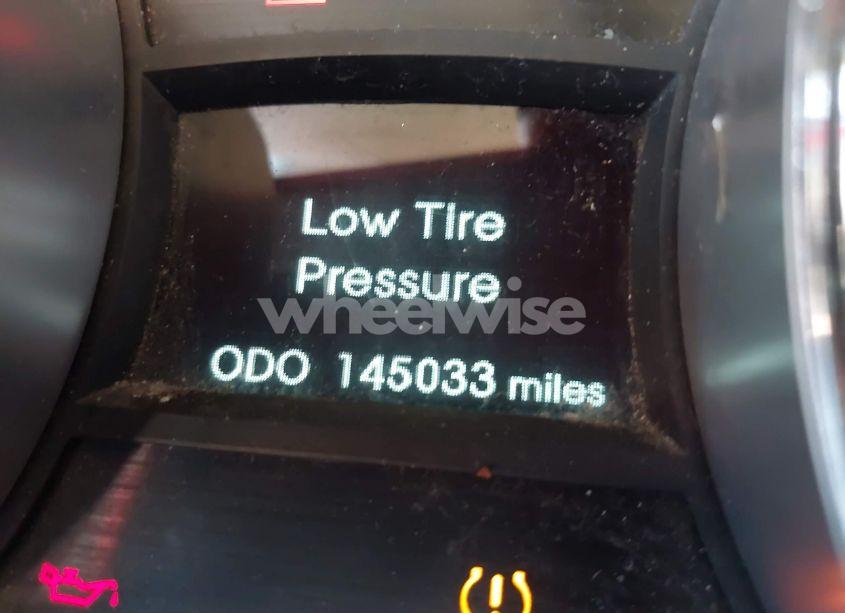 Low Tire
Pressure
wheelwise
ODO 145033 miles